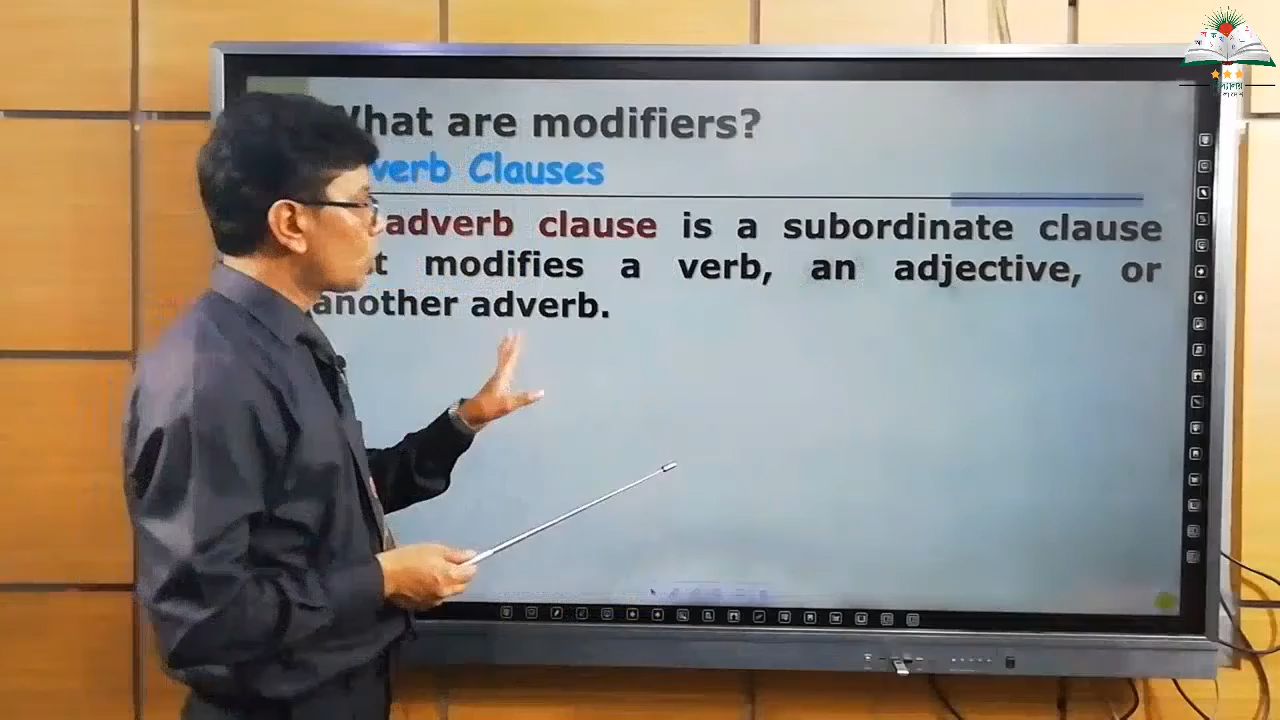 What are modifiers?
verb Clauses
adverb clause is a subordinate clause
t modifies a verb, an adjective, or
another adverb.